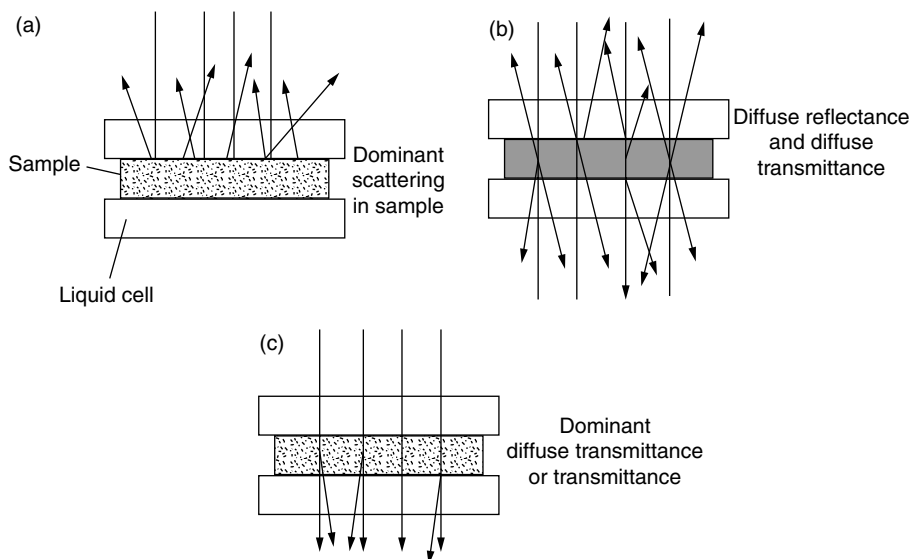 (a)
Sample
Dominant
scattering
in sample
Liquid cell
(b)
Diffuse reflectance
and diffuse
transmittance
(c)
Dominant
diffuse transmittance
or transmittance